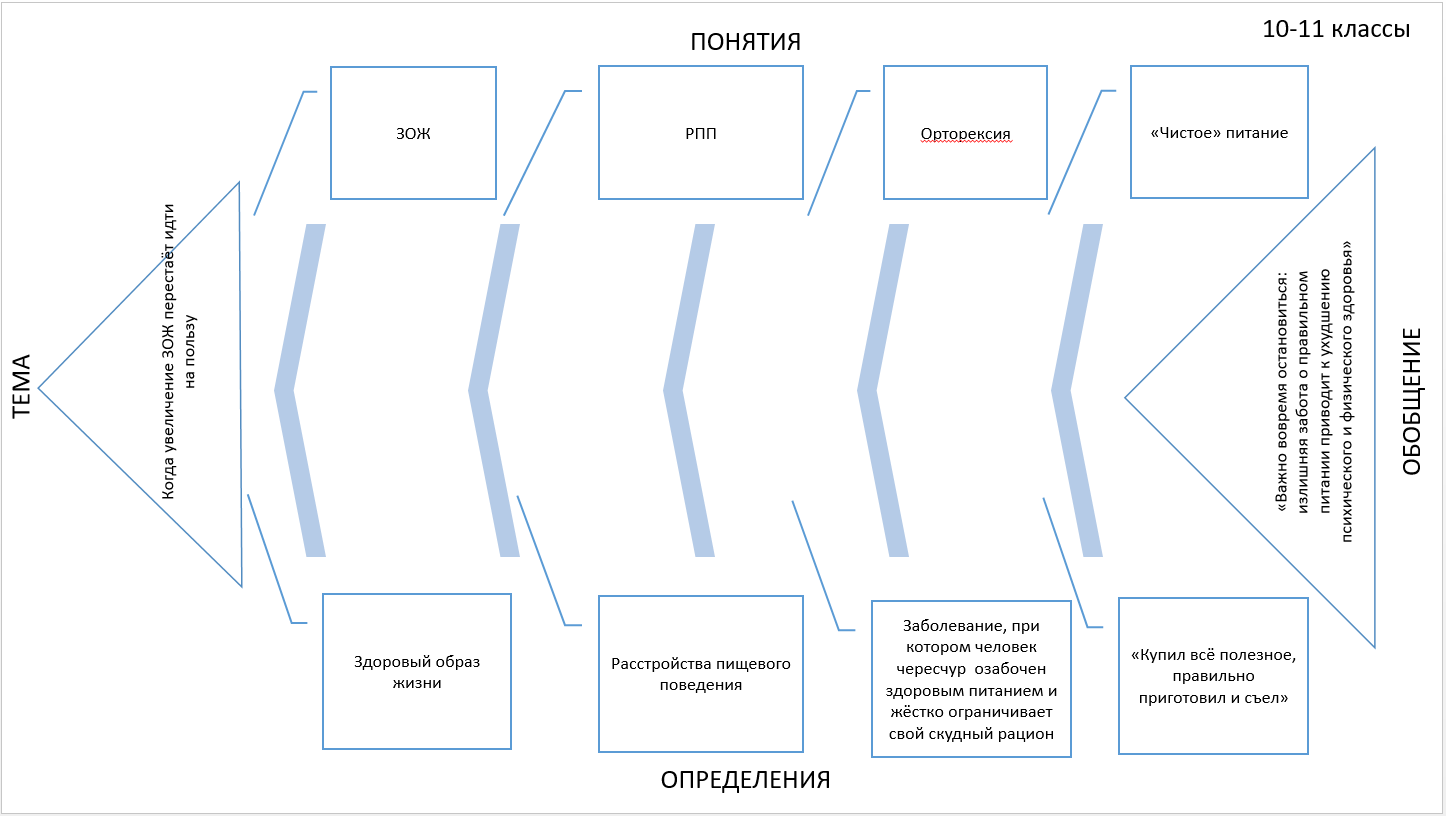 10-11 классы
ПОНЯТИЯ
ЗОЖ
РПП
Орторексия
«Чистое» питание
ТЕМА
Когда увеличение ЗОЖ перестаёт идти
на пользу
«Важно вовремя остановиться:
излишняя забота о правильном
питании приводит к ухудшению
психического и физического здоровья»
ОБОБЩЕНИЕ
Здоровый образ
жизни
Расстройства пищевого
поведения
Заболевание, при
котором человек
чересчур озабочен
здоровым питанием и
жёстко ограничивает
свой скудный рацион
«Купил всё полезное,
правильно
приготовил и съел»
ОПРЕДЕЛЕНИЯ